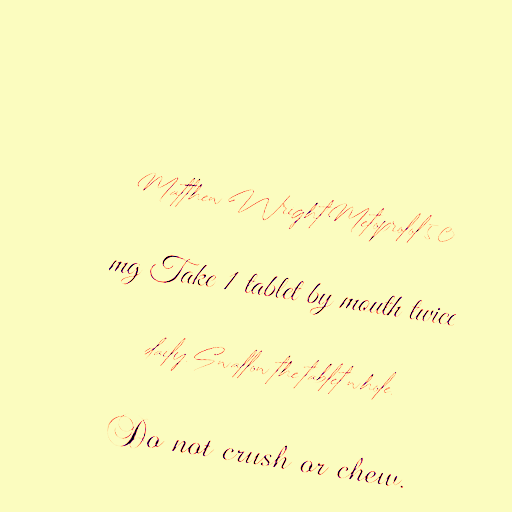 Matthew Wright Metoprolol
mg Take 1 tablet by mouth twice
daily Swallow the tablet whole.
Do not crush or chew.